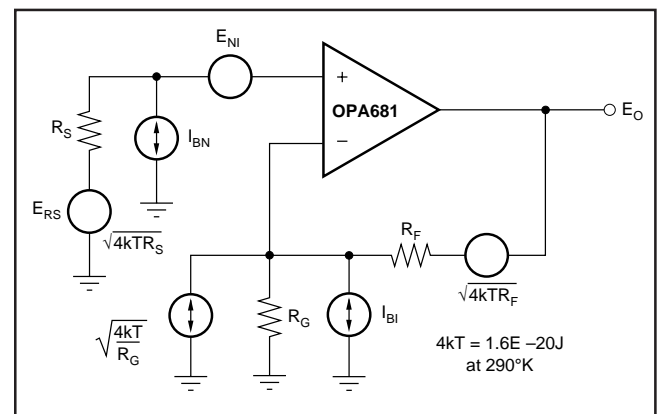 E_NI
+
OPA681
−
E_O
R_S
I_BN
E_RS
√4kTR_S
R_F
√4kTR_F
√4kT/R_G
R_G
I_BI
4kT = 1.6E –20J
at 290°K